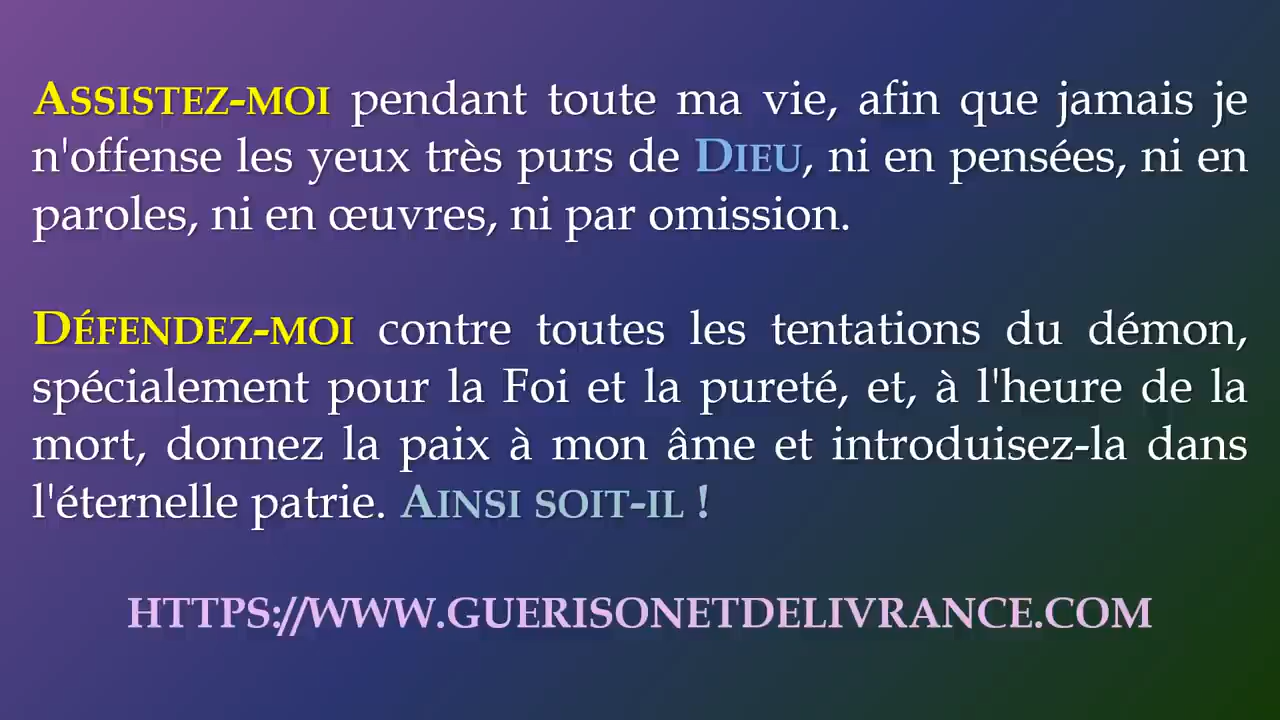 Assistez-moi pendant toute ma vie, afin que jamais je
n'offense les yeux très purs de Dieu, ni en pensées, ni en
paroles, ni en œuvres, ni par omission.
Défendez-moi contre toutes les tentations du démon,
spécialement pour la Foi et la pureté, et, à l'heure de la
mort, donnez la paix à mon âme et introduisez-la dans
l'éternelle patrie. Ainsi soit-il !
HTTPS://WWW.GUERISONETDELIVRANCE.COM